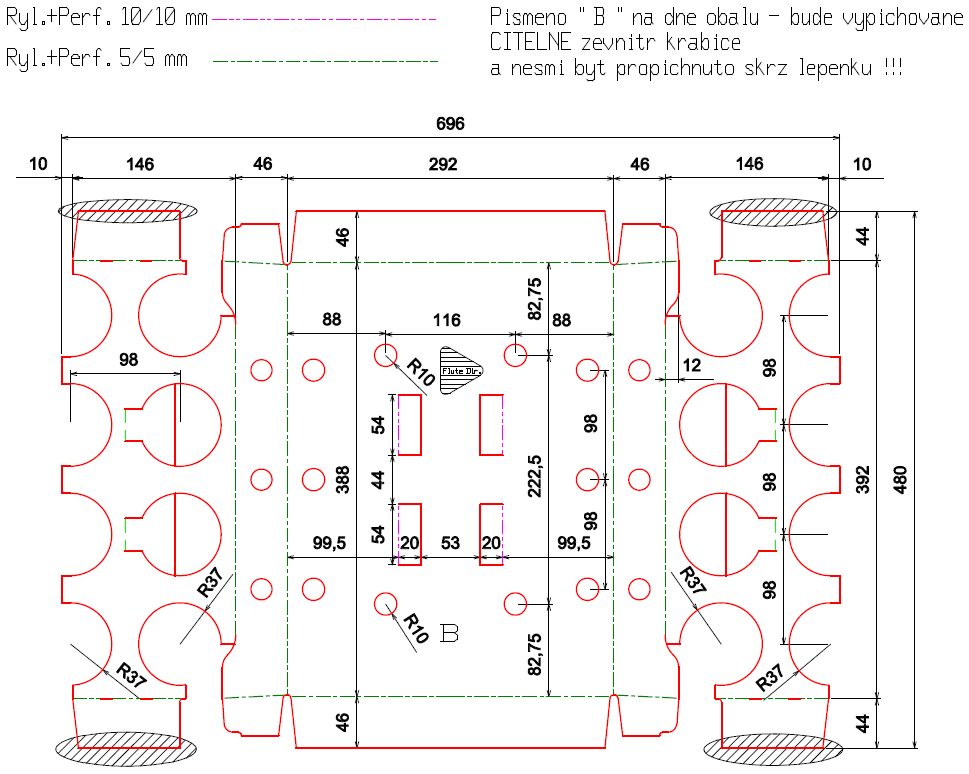 Ryl.+Perf. 10/10 mm
Ryl.+Perf. 5/5 mm
Pismeno " B " na dne obalu - bude vypichovane
CITELNE zevnitr krabice
a nesmi byt propichnuto skrz lepenku !!!
696
10 146 46 292 46 146 10
46
44
82,75
88 116 88
98
R10
Flute Dir.
12
98
54
98
388
44
222,5
98
392
480
98
54
99,5 20 53 20 99,5
R37
R37
98
R10
B
82,75
R37
R37
46
44